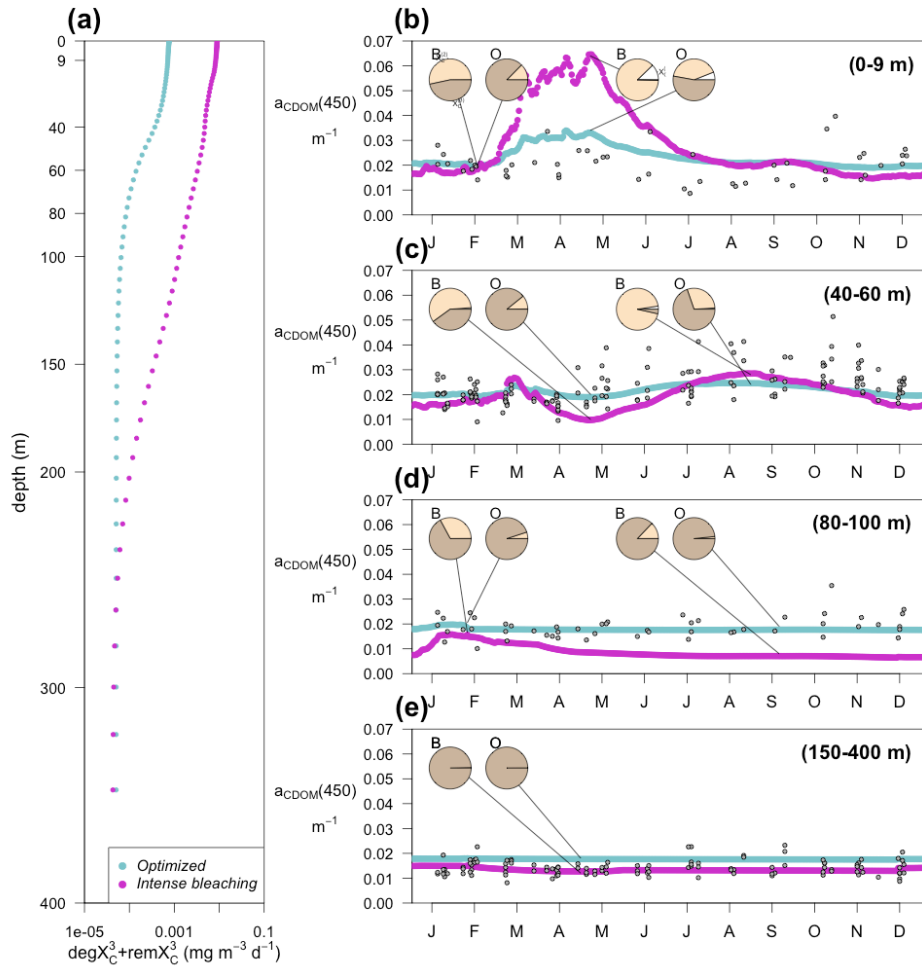 (a)
0
9
40
60
80
100
150
200
300
400
depth (m)
Optimized
Intense bleaching
1e-05 0.001 0.1
degX_C^3+remX_C^3 (mg m^−3 d^−1)
(b)
a_CDOM(450)
m^−1
0.07
0.06
0.05
0.04
0.03
0.02
0.01
0.00
B O B O
(0-9 m)
J F M A M J J A S O N D
(c)
a_CDOM(450)
m^−1
0.07
0.06
0.05
0.04
0.03
0.02
0.01
0.00
B O B O
(40-60 m)
J F M A M J J A S O N D
(d)
a_CDOM(450)
m^−1
0.07
0.06
0.05
0.04
0.03
0.02
0.01
0.00
B O B O
(80-100 m)
J F M A M J J A S O N D
(e)
a_CDOM(450)
m^−1
0.07
0.06
0.05
0.04
0.03
0.02
0.01
0.00
B O
(150-400 m)
J F M A M J J A S O N D